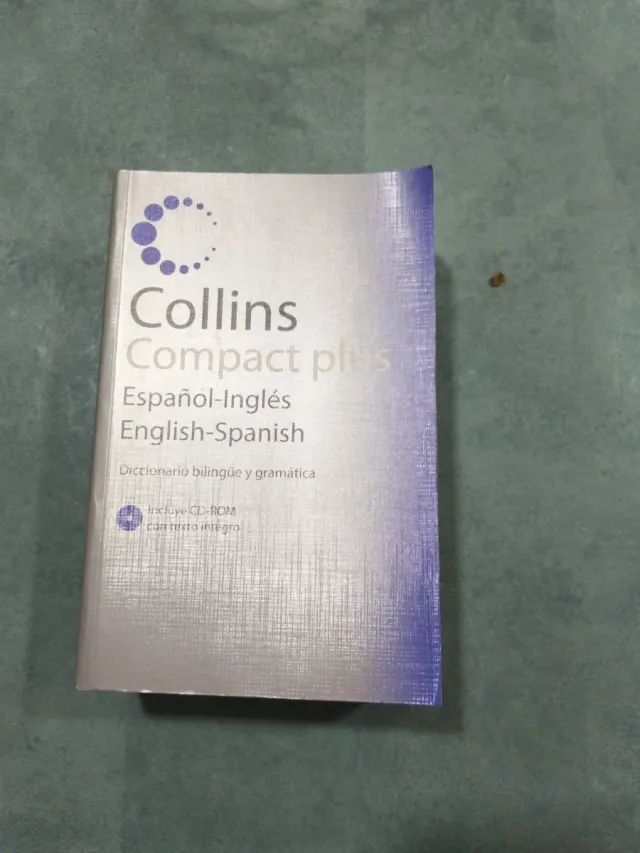 Collins
Compact plus
Español-Inglés
English-Spanish
Diccionario bilingüe y gramática
Incluye CD-ROM
con texto íntegro